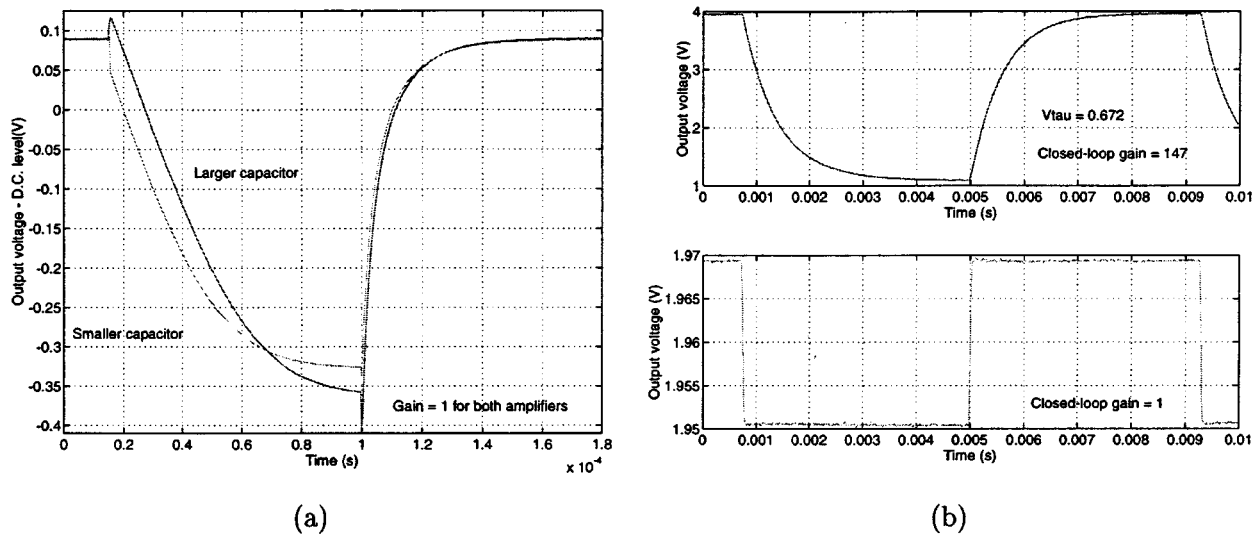 0.1
0.05
0
-0.05
-0.1
-0.15
-0.2
-0.25
-0.3
-0.35
-0.4
Output voltage - D.C. level(V)
Larger capacitor
Smaller capacitor
Gain = 1 for both amplifiers
0 0.2 0.4 0.6 0.8 1 1.2 1.4 1.6 1.8
Time (s)
x 10⁻⁴
(a)
4
3
2
1
Output voltage (V)
Vtau = 0.672
Closed-loop gain = 147
0 0.001 0.002 0.003 0.004 0.005 0.006 0.007 0.008 0.009 0.01
Time (s)
1.97
1.965
1.96
1.955
1.95
Output voltage (V)
Closed-loop gain = 1
0 0.001 0.002 0.003 0.004 0.005 0.006 0.007 0.008 0.009 0.01
Time (s)
(b)